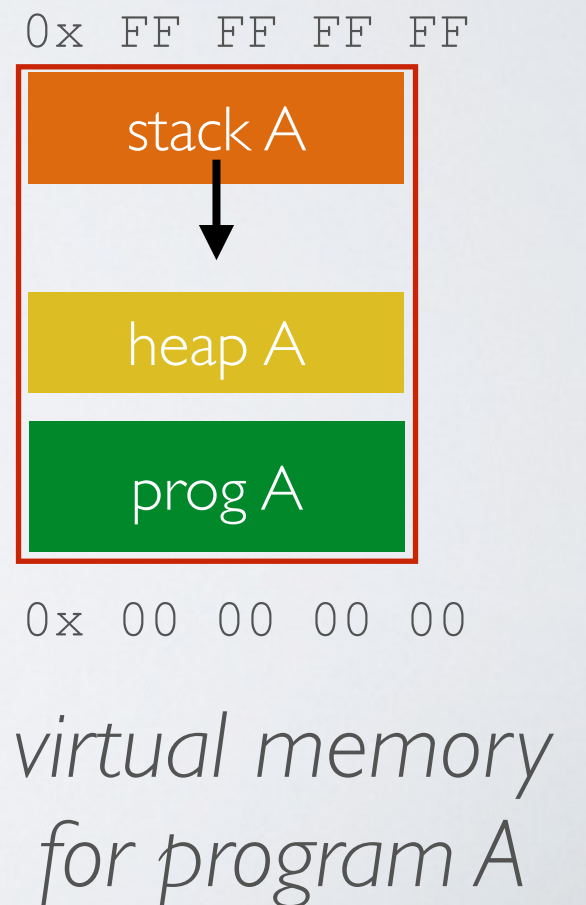 0x FF FF FF FF
stack A
heap A
prog A
0x 00 00 00 00
virtual memory
for program A